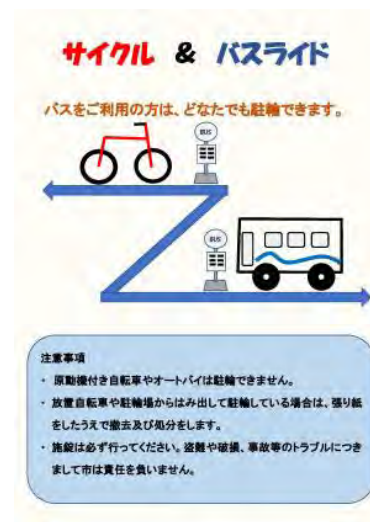 サイクル & バスライド
バスをご利用の方は、どなたでも駐輪できます。
BUS
BUS
注意事項
・ 原動機付き自転車やオートバイは駐輪できません。
・ 放置自転車や駐輪場からはみ出して駐輪している場合は、張り紙
をしたうえで撤去及び処分をします。
・ 施錠は必ず行ってください。盗難や破損、事故等のトラブルにつき
まして市は責任を負いません。